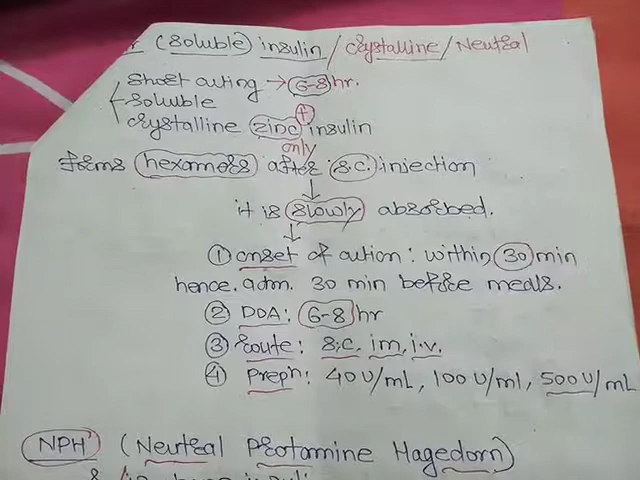 r (soluble) insulin / crystalline / Neutral
short acting → 6-8 hr.
soluble
crystalline zinc insulin
(+)
only
forms hexamers after s.c. injection
↓
it is slowly absorbed.
↓
① onset of action: within 30 min
hence. adm. 30 min before meals.
② DOA: 6-8 hr
③ Route: s.c. im, i.v.
④ Prepn: 40 U/mL, 100 U/ml, 500 U/mL
NPH' (Neutral Protamine Hagedorn)